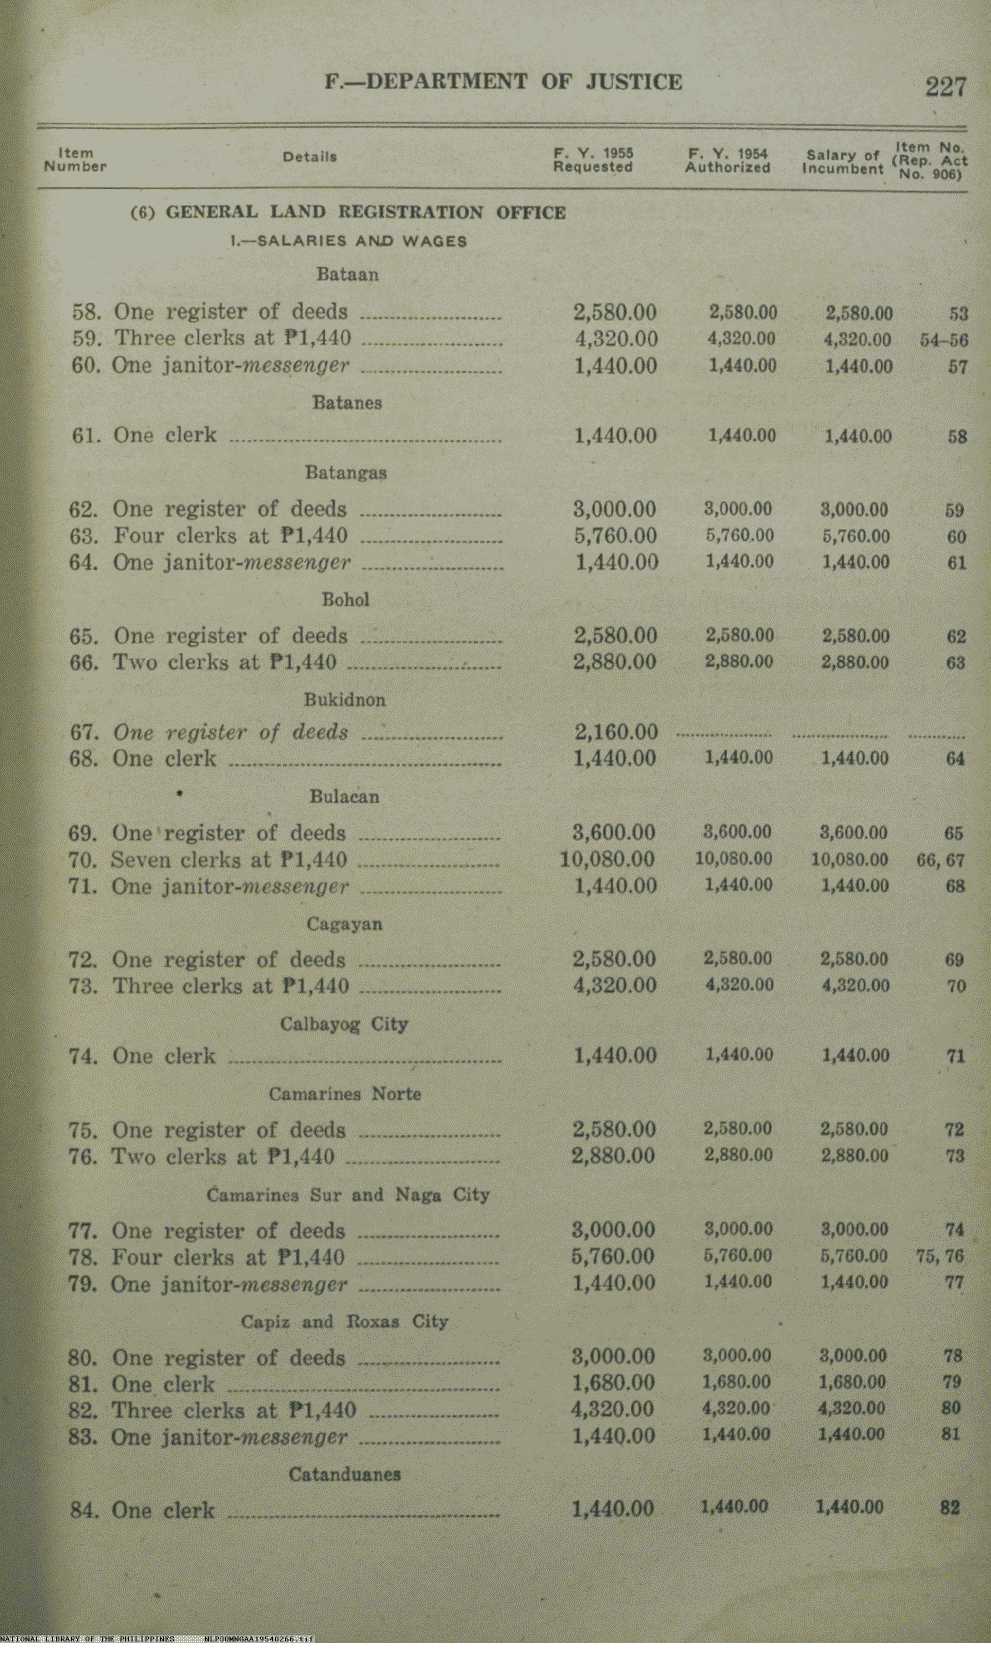 F.—DEPARTMENT OF JUSTICE 227
Item Number Details F. Y. 1955 Requested F. Y. 1954 Authorized Salary of Incumbent Item No. (Rep. Act No. 906)
(6) GENERAL LAND REGISTRATION OFFICE
I.—SALARIES AND WAGES
Bataan
58. One register of deeds 2,580.00 2,580.00 2,580.00 53
59. Three clerks at ₱1,440 4,320.00 4,320.00 4,320.00 54–56
60. One janitor-messenger 1,440.00 1,440.00 1,440.00 57
Batanes
61. One clerk 1,440.00 1,440.00 1,440.00 58
Batangas
62. One register of deeds 3,000.00 3,000.00 3,000.00 59
63. Four clerks at ₱1,440 5,760.00 5,760.00 5,760.00 60
64. One janitor-messenger 1,440.00 1,440.00 1,440.00 61
Bohol
65. One register of deeds 2,580.00 2,580.00 2,580.00 62
66. Two clerks at ₱1,440 2,880.00 2,880.00 2,880.00 63
Bukidnon
67. One register of deeds 2,160.00
68. One clerk 1,440.00 1,440.00 1,440.00 64
Bulacan
69. One register of deeds 3,600.00 3,600.00 3,600.00 65
70. Seven clerks at ₱1,440 10,080.00 10,080.00 10,080.00 66, 67
71. One janitor-messenger 1,440.00 1,440.00 1,440.00 68
Cagayan
72. One register of deeds 2,580.00 2,580.00 2,580.00 69
73. Three clerks at ₱1,440 4,320.00 4,320.00 4,320.00 70
Calbayog City
74. One clerk 1,440.00 1,440.00 1,440.00 71
Camarines Norte
75. One register of deeds 2,580.00 2,580.00 2,580.00 72
76. Two clerks at ₱1,440 2,880.00 2,880.00 2,880.00 73
Camarines Sur and Naga City
77. One register of deeds 3,000.00 3,000.00 3,000.00 74
78. Four clerks at ₱1,440 5,760.00 5,760.00 5,760.00 75, 76
79. One janitor-messenger 1,440.00 1,440.00 1,440.00 77
Capiz and Roxas City
80. One register of deeds 3,000.00 3,000.00 3,000.00 78
81. One clerk 1,680.00 1,680.00 1,680.00 79
82. Three clerks at ₱1,440 4,320.00 4,320.00 4,320.00 80
83. One janitor-messenger 1,440.00 1,440.00 1,440.00 81
Catanduanes
84. One clerk 1,440.00 1,440.00 1,440.00 82
NATIONAL LIBRARY OF THE PHILIPPINES NLPOOMNGAA19540266.tif